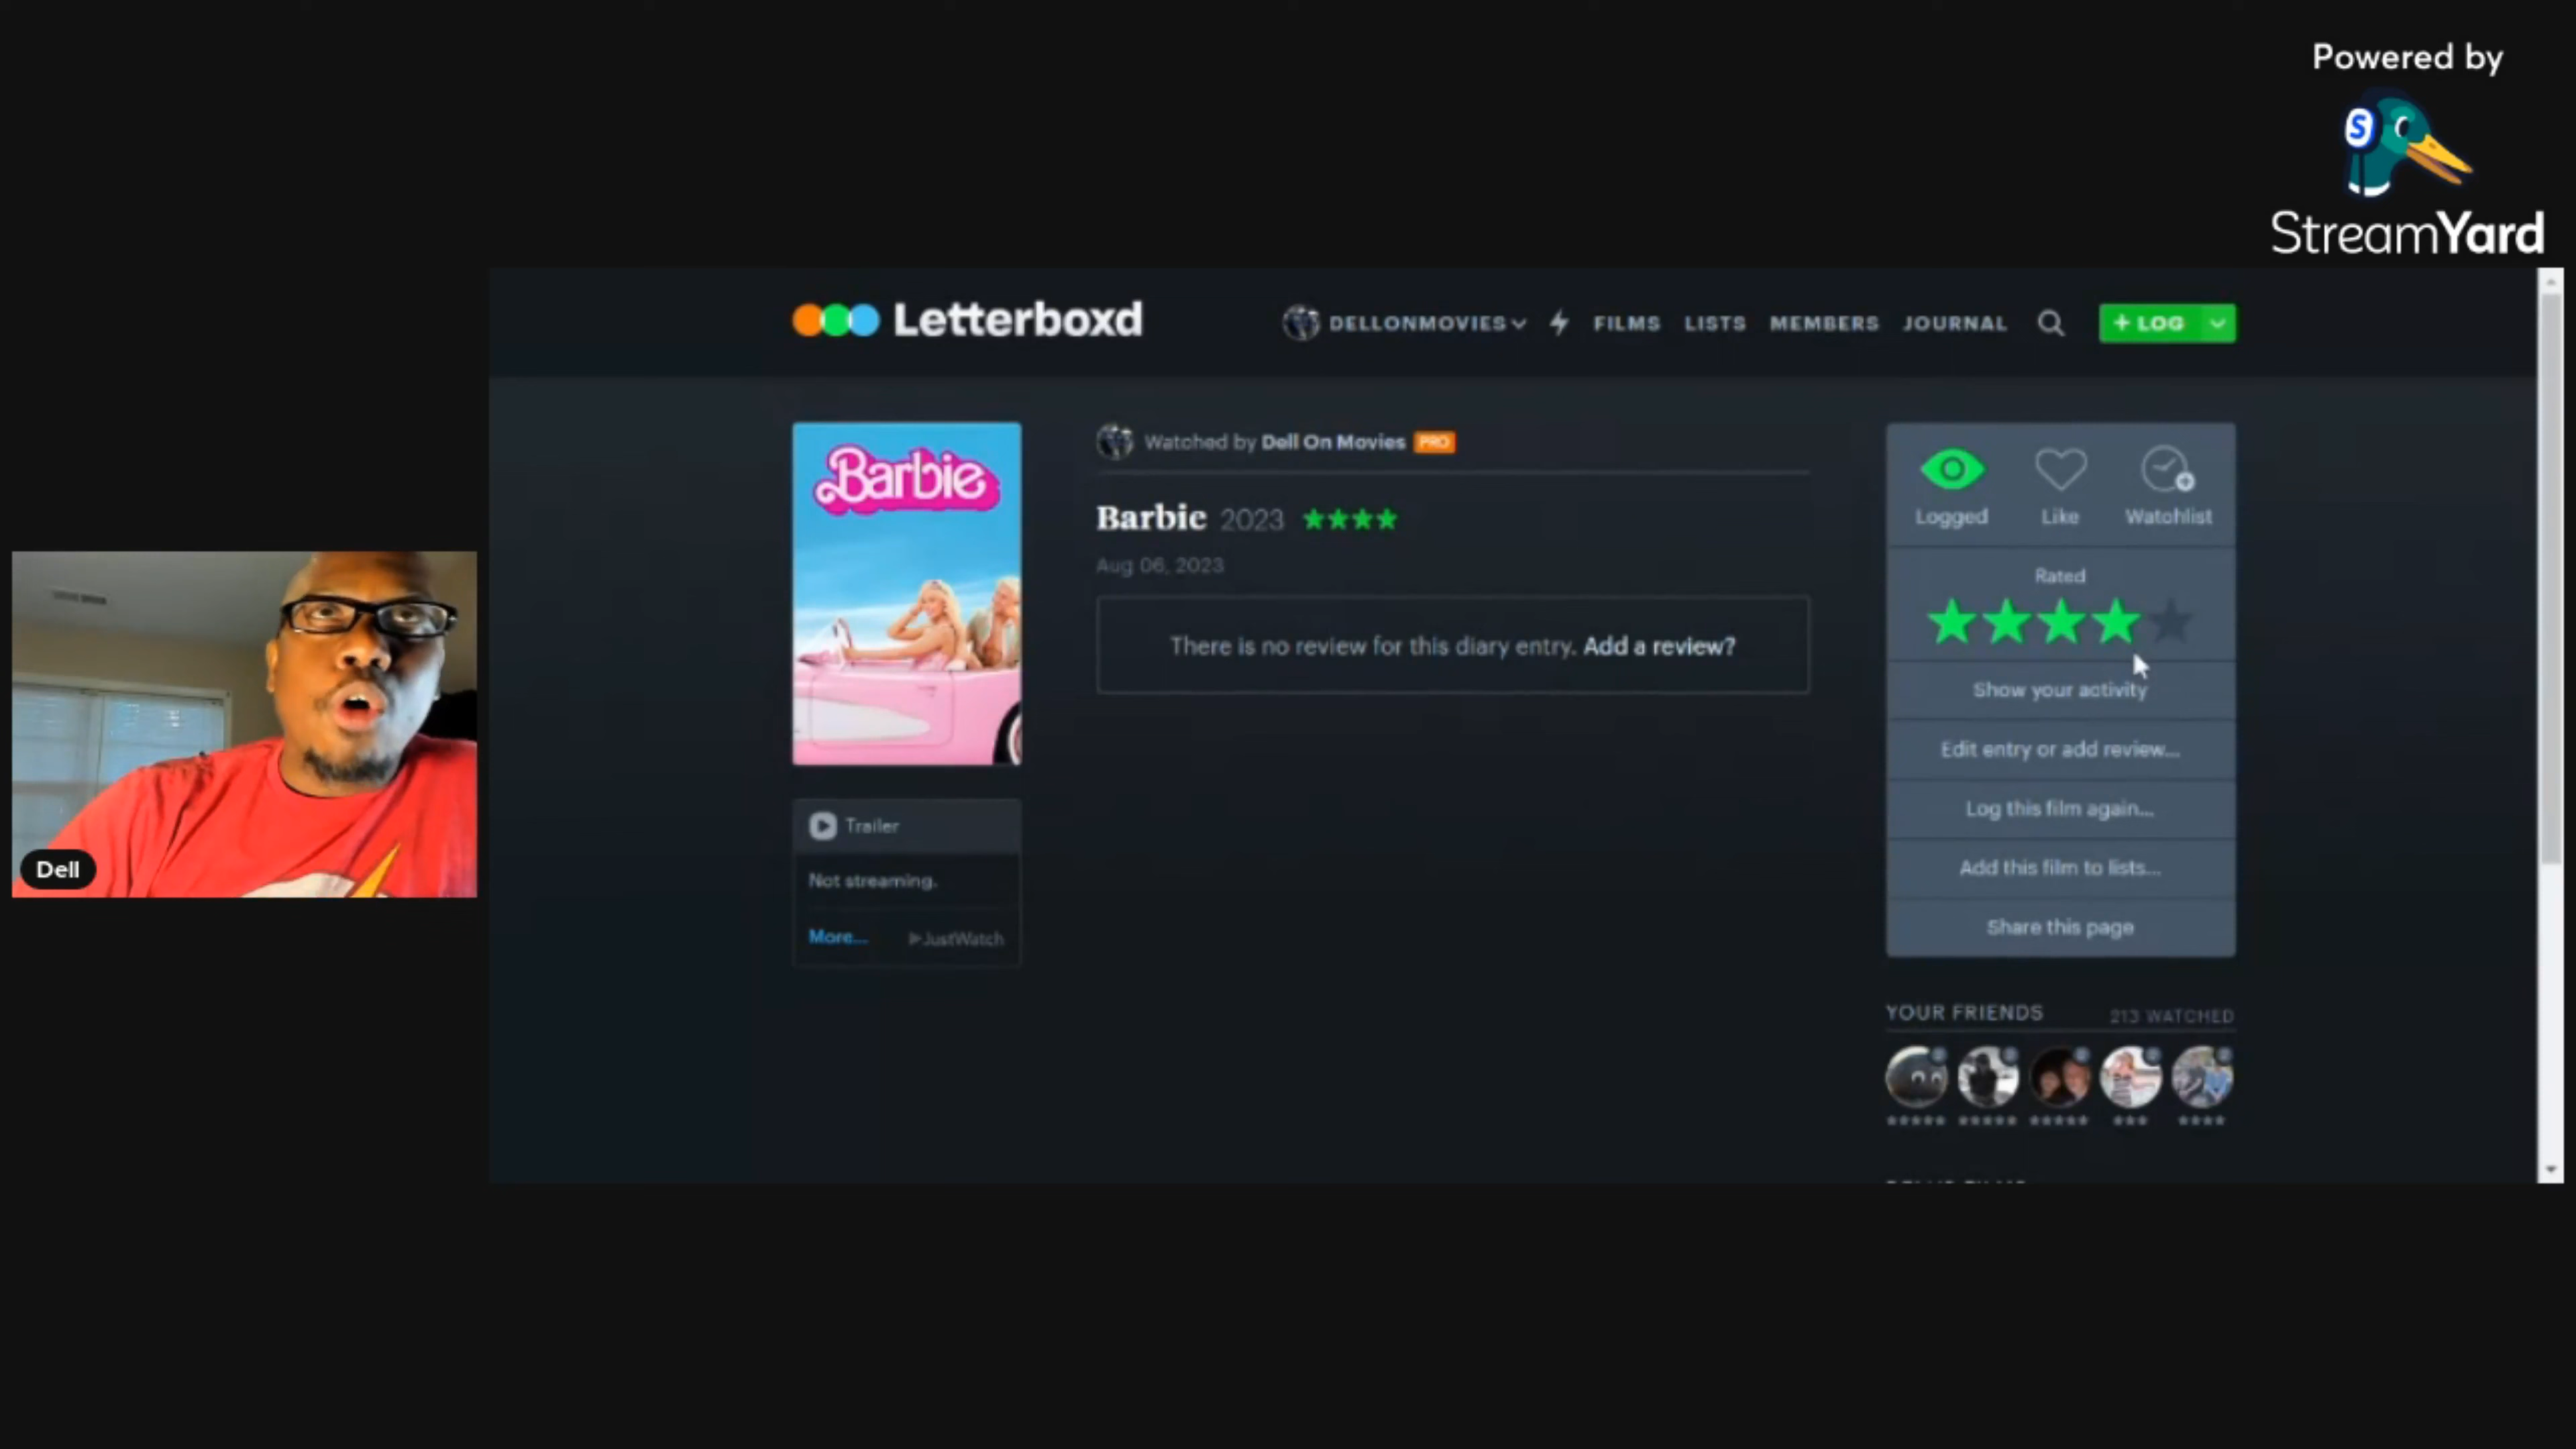 Powered by
StreamYard
Letterboxd
DELLONMOVIES FILMS LISTS MEMBERS JOURNAL + LOG
Barbie
Watched by Dell On Movies PRO
Barbie 2023 ★★★★
Aug 06, 2023
There is no review for this diary entry. Add a review?
Trailer
Not streaming.
More... JustWatch
Logged Like Watchlist
Rated
Show your activity
Edit entry or add review...
Log this film again...
Add this film to lists...
Share this page
YOUR FRIENDS 213 WATCHED
Dell